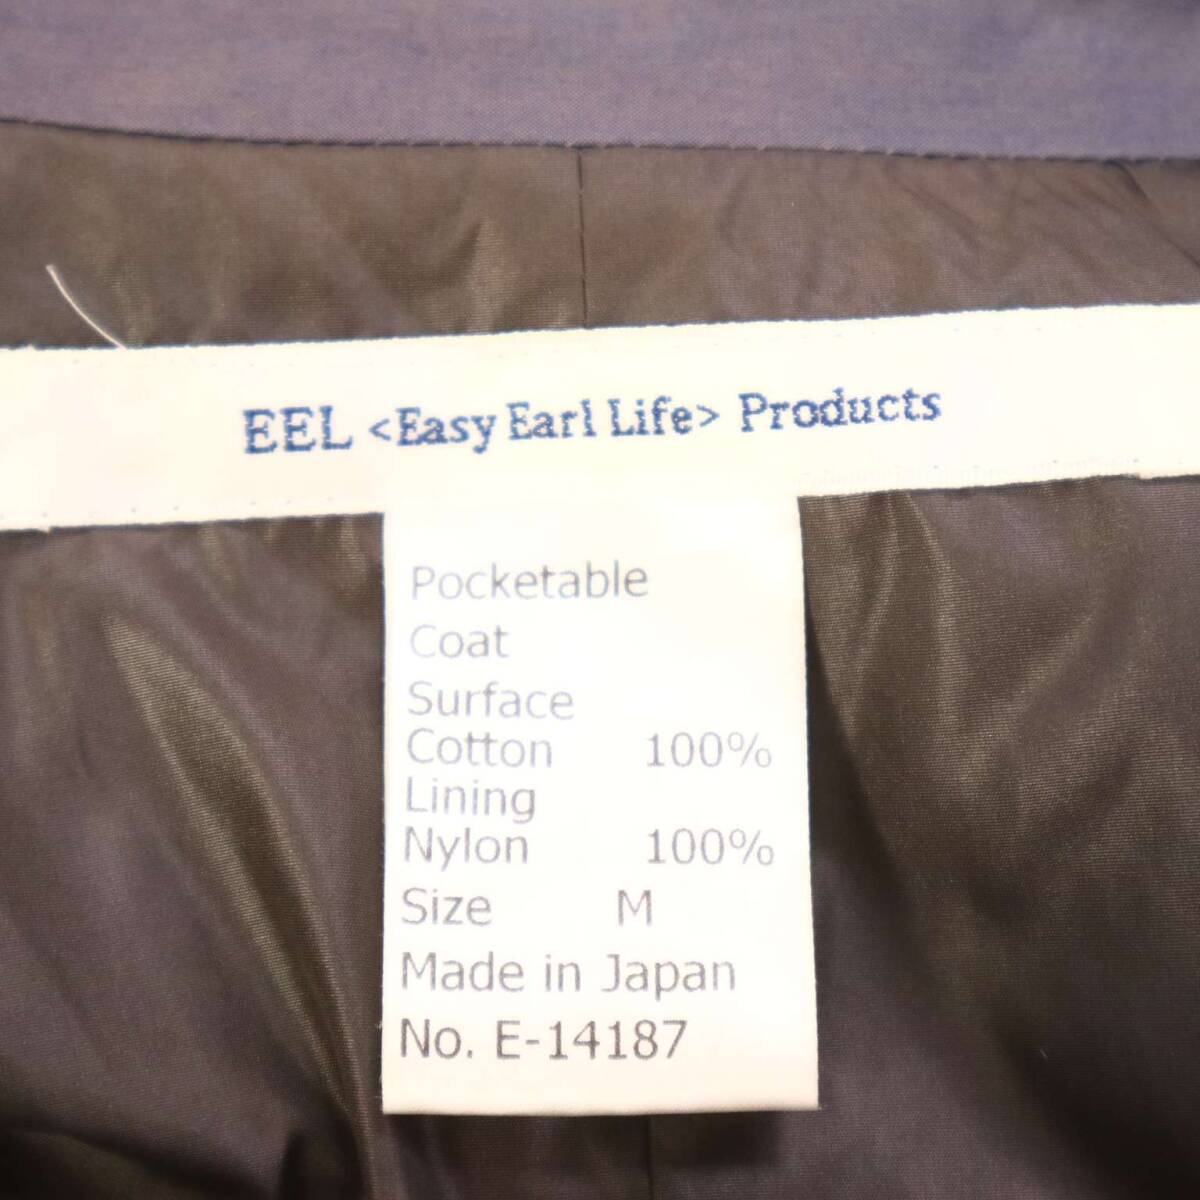 EEL <Easy Earl Life> Products
Pocketable
Coat
Surface
Cotton 100%
Lining
Nylon 100%
Size M
Made in Japan
No. E-14187